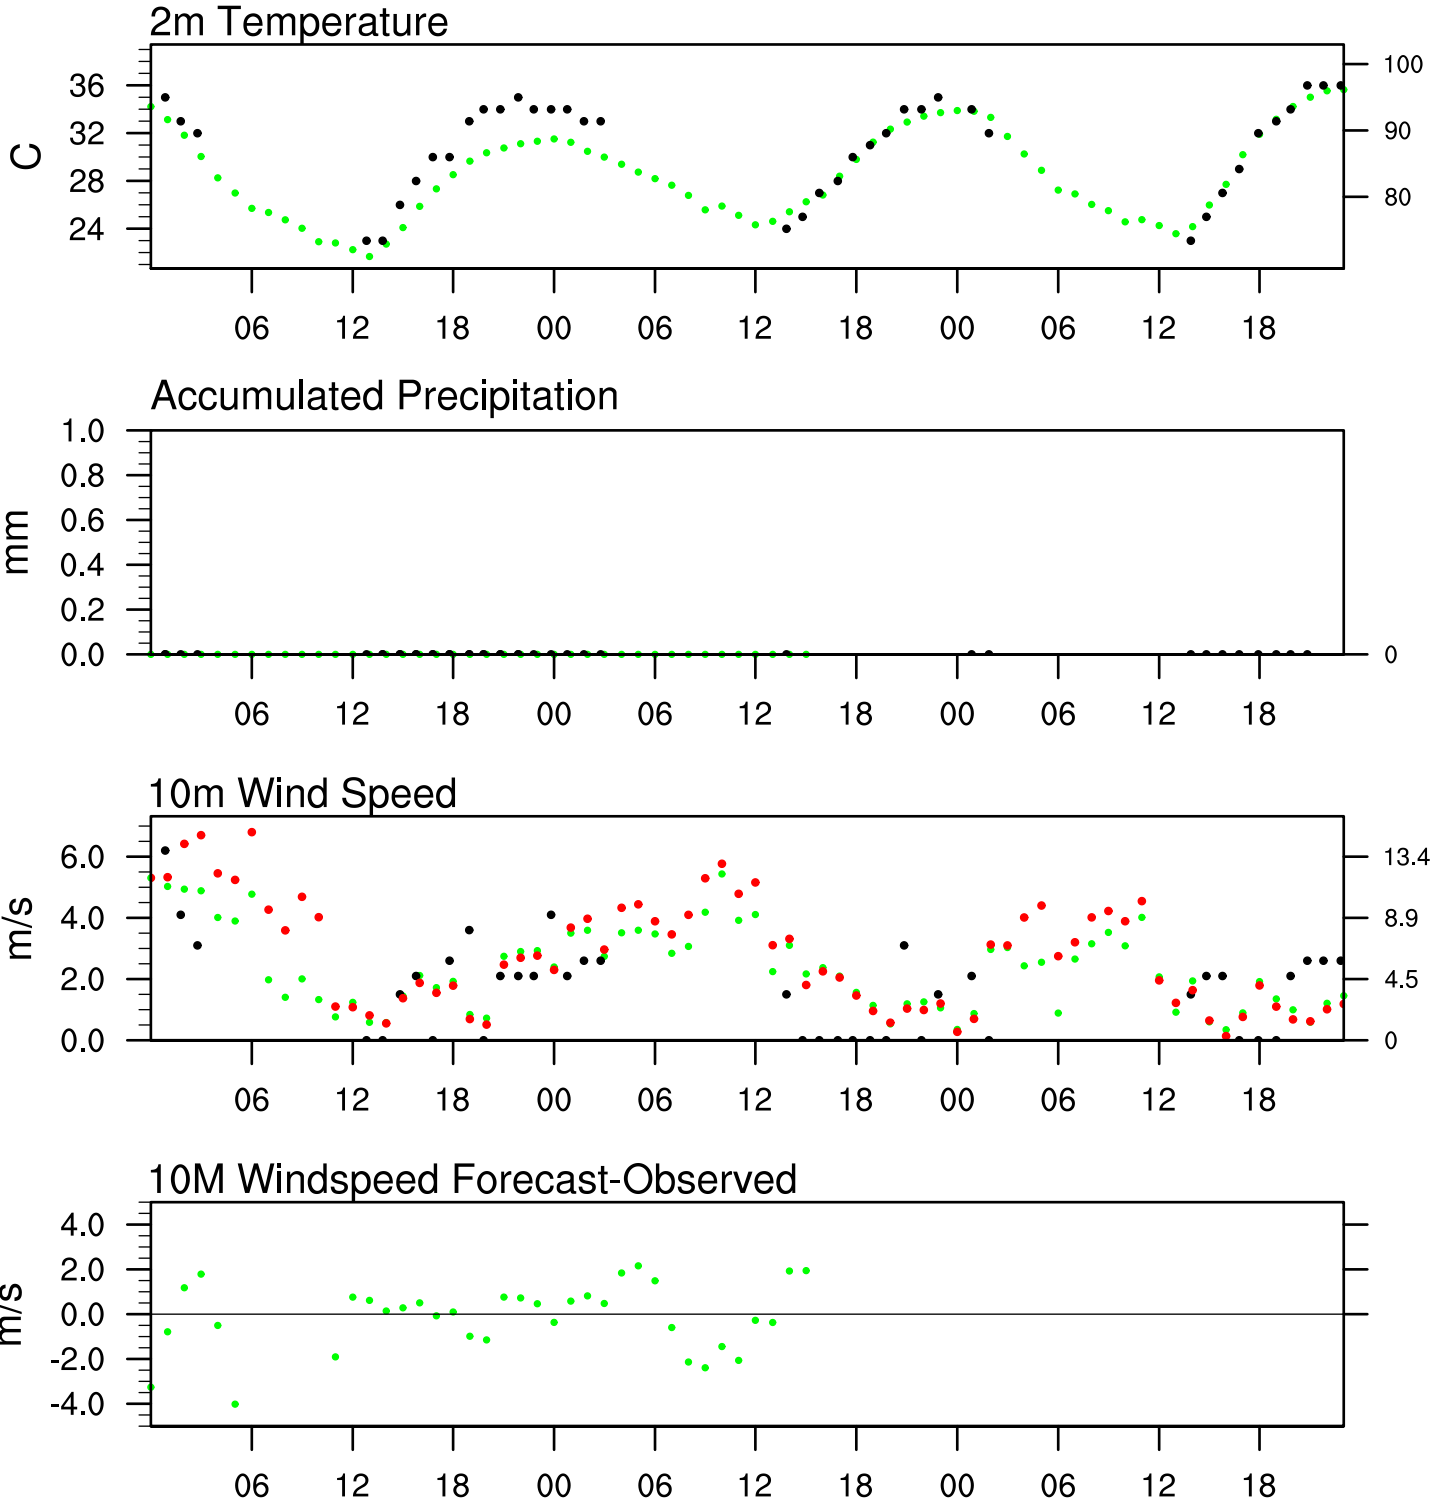 2m Temperature
C
36
32
28
24
100
90
80
06 12 18 00 06 12 18 00 06 12 18
Accumulated Precipitation
mm
1.0
0.8
0.6
0.4
0.2
0.0
0
06 12 18 00 06 12 18 00 06 12 18
10m Wind Speed
m/s
6.0
4.0
2.0
0.0
13.4
8.9
4.5
0
06 12 18 00 06 12 18 00 06 12 18
10M Windspeed Forecast-Observed
m/s
4.0
2.0
0.0
-2.0
-4.0
06 12 18 00 06 12 18 00 06 12 18